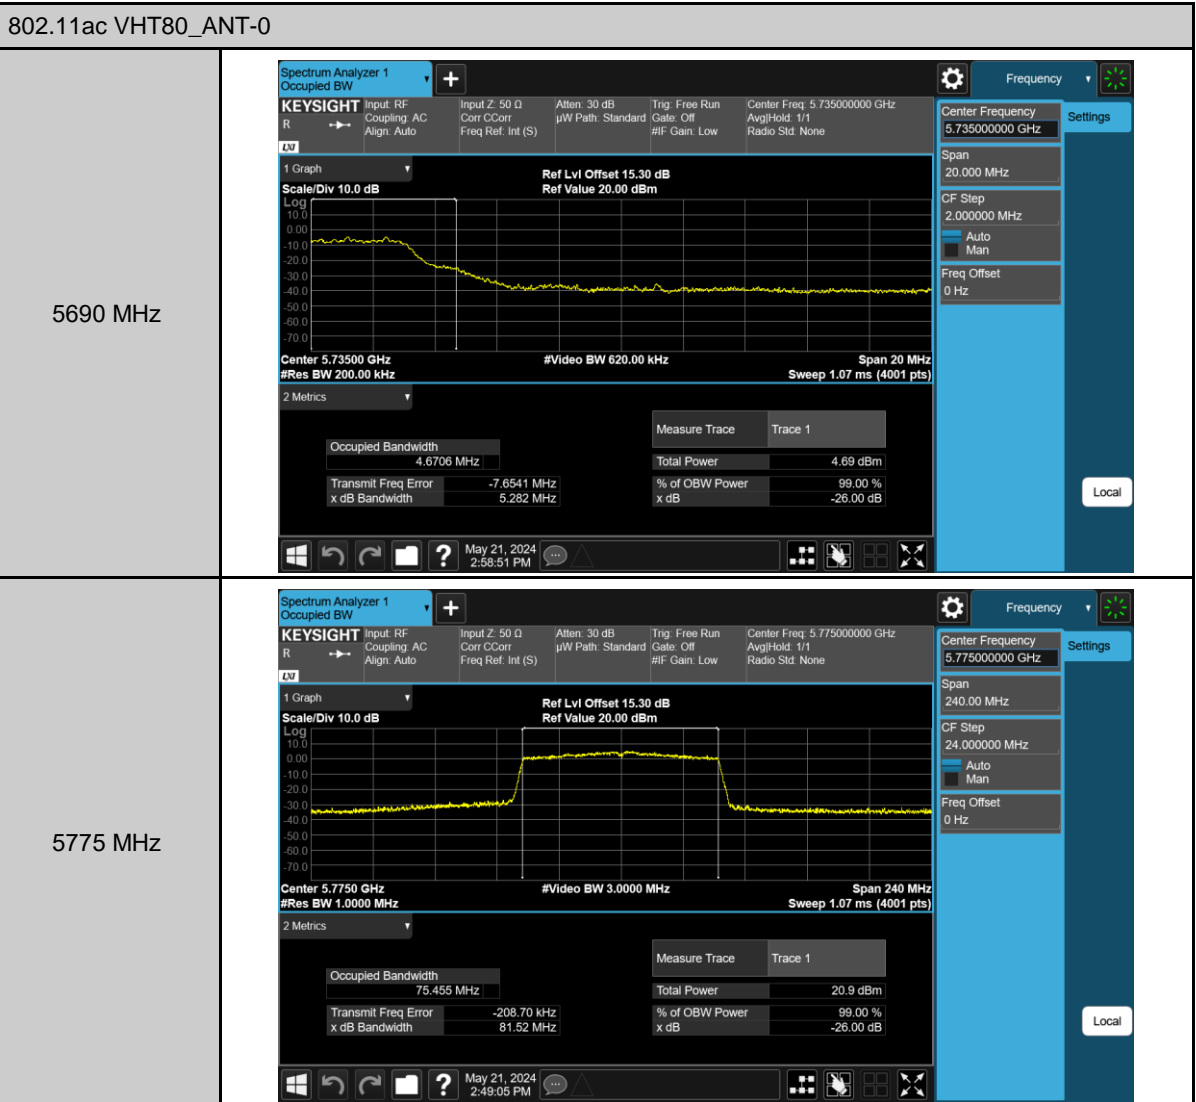 802.11ac VHT80_ANT-0
5690 MHz
Spectrum Analyzer 1
Occupied BW
Frequency
KEYSIGHT
R
LXI
Input: RF
Coupling: AC
Align: Auto
Input Z: 50 Ω
Corr CCorr
Freq Ref: Int (S)
Atten: 30 dB
µW Path: Standard
Trig: Free Run
Gate: Off
#IF Gain: Low
Center Freq: 5.735000000 GHz
Avg|Hold: 1/1
Radio Std: None
Center Frequency
5.735000000 GHz
Settings
Span
20.000 MHz
CF Step
2.000000 MHz
Auto
Man
Freq Offset
0 Hz
Local
1 Graph
Scale/Div 10.0 dB
Ref Lvl Offset 15.30 dB
Ref Value 20.00 dBm
Log
10.0
0.00
-10.0
-20.0
-30.0
-40.0
-50.0
-60.0
-70.0
Center 5.73500 GHz
#Video BW 620.00 kHz
Span 20 MHz
#Res BW 200.00 kHz
Sweep 1.07 ms (4001 pts)
2 Metrics
Measure Trace
Trace 1
Occupied Bandwidth
4.6706 MHz
Total Power
4.69 dBm
Transmit Freq Error
-7.6541 MHz
% of OBW Power
99.00 %
x dB Bandwidth
5.282 MHz
x dB
-26.00 dB
?
May 21, 2024
2:58:51 PM
5775 MHz
Spectrum Analyzer 1
Occupied BW
Frequency
KEYSIGHT
R
LXI
Input: RF
Coupling: AC
Align: Auto
Input Z: 50 Ω
Corr CCorr
Freq Ref: Int (S)
Atten: 30 dB
µW Path: Standard
Trig: Free Run
Gate: Off
#IF Gain: Low
Center Freq: 5.775000000 GHz
Avg|Hold: 1/1
Radio Std: None
Center Frequency
5.775000000 GHz
Settings
Span
240.00 MHz
CF Step
24.000000 MHz
Auto
Man
Freq Offset
0 Hz
Local
1 Graph
Scale/Div 10.0 dB
Ref Lvl Offset 15.30 dB
Ref Value 20.00 dBm
Log
10.0
0.00
-10.0
-20.0
-30.0
-40.0
-50.0
-60.0
-70.0
Center 5.7750 GHz
#Video BW 3.0000 MHz
Span 240 MHz
#Res BW 1.0000 MHz
Sweep 1.07 ms (4001 pts)
2 Metrics
Measure Trace
Trace 1
Occupied Bandwidth
75.455 MHz
Total Power
20.9 dBm
Transmit Freq Error
-208.70 kHz
% of OBW Power
99.00 %
x dB Bandwidth
81.52 MHz
x dB
-26.00 dB
?
May 21, 2024
2:49:05 PM